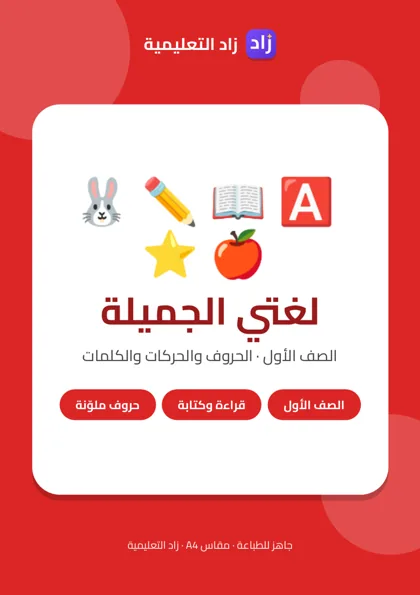 زاد زاد التعليمية
A
لغتي الجميلة
الصف الأول · الحروف والحركات والكلمات
الصف الأول
قراءة وكتابة
حروف ملوّنة
جاهز للطباعة · مقاس A4 · زاد التعليمية